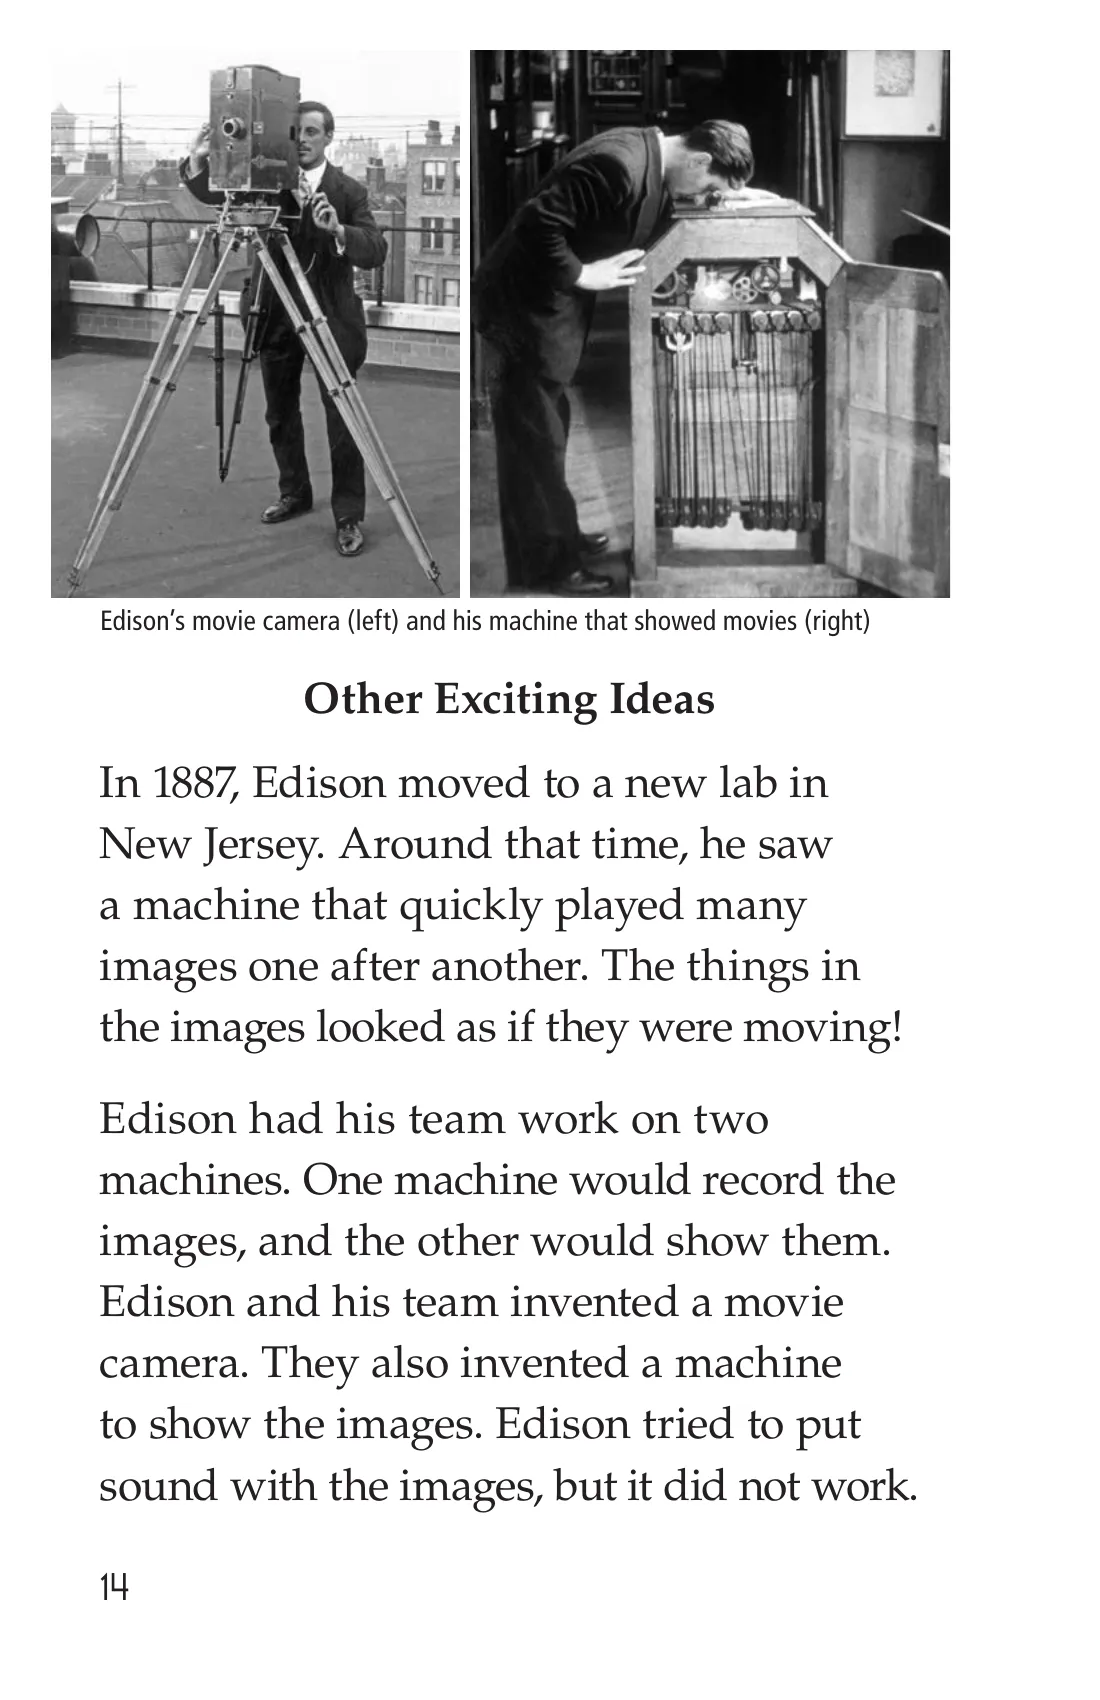 Edison's movie camera (left) and his machine that showed movies (right)
Other Exciting Ideas
In 1887, Edison moved to a new lab in
New Jersey. Around that time, he saw
a machine that quickly played many
images one after another. The things in
the images looked as if they were moving!
Edison had his team work on two
machines. One machine would record the
images, and the other would show them.
Edison and his team invented a movie
camera. They also invented a machine
to show the images. Edison tried to put
sound with the images, but it did not work.
14